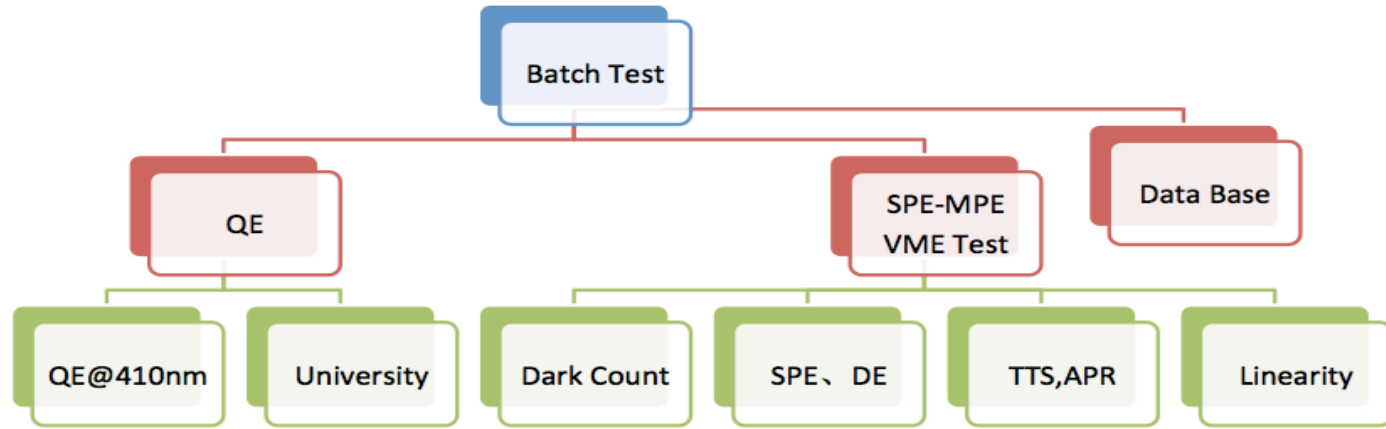 Batch Test
QE
SPE-MPE
VME Test
Data Base
QE@410nm
University
Dark Count
SPE、DE
TTS,APR
Linearity